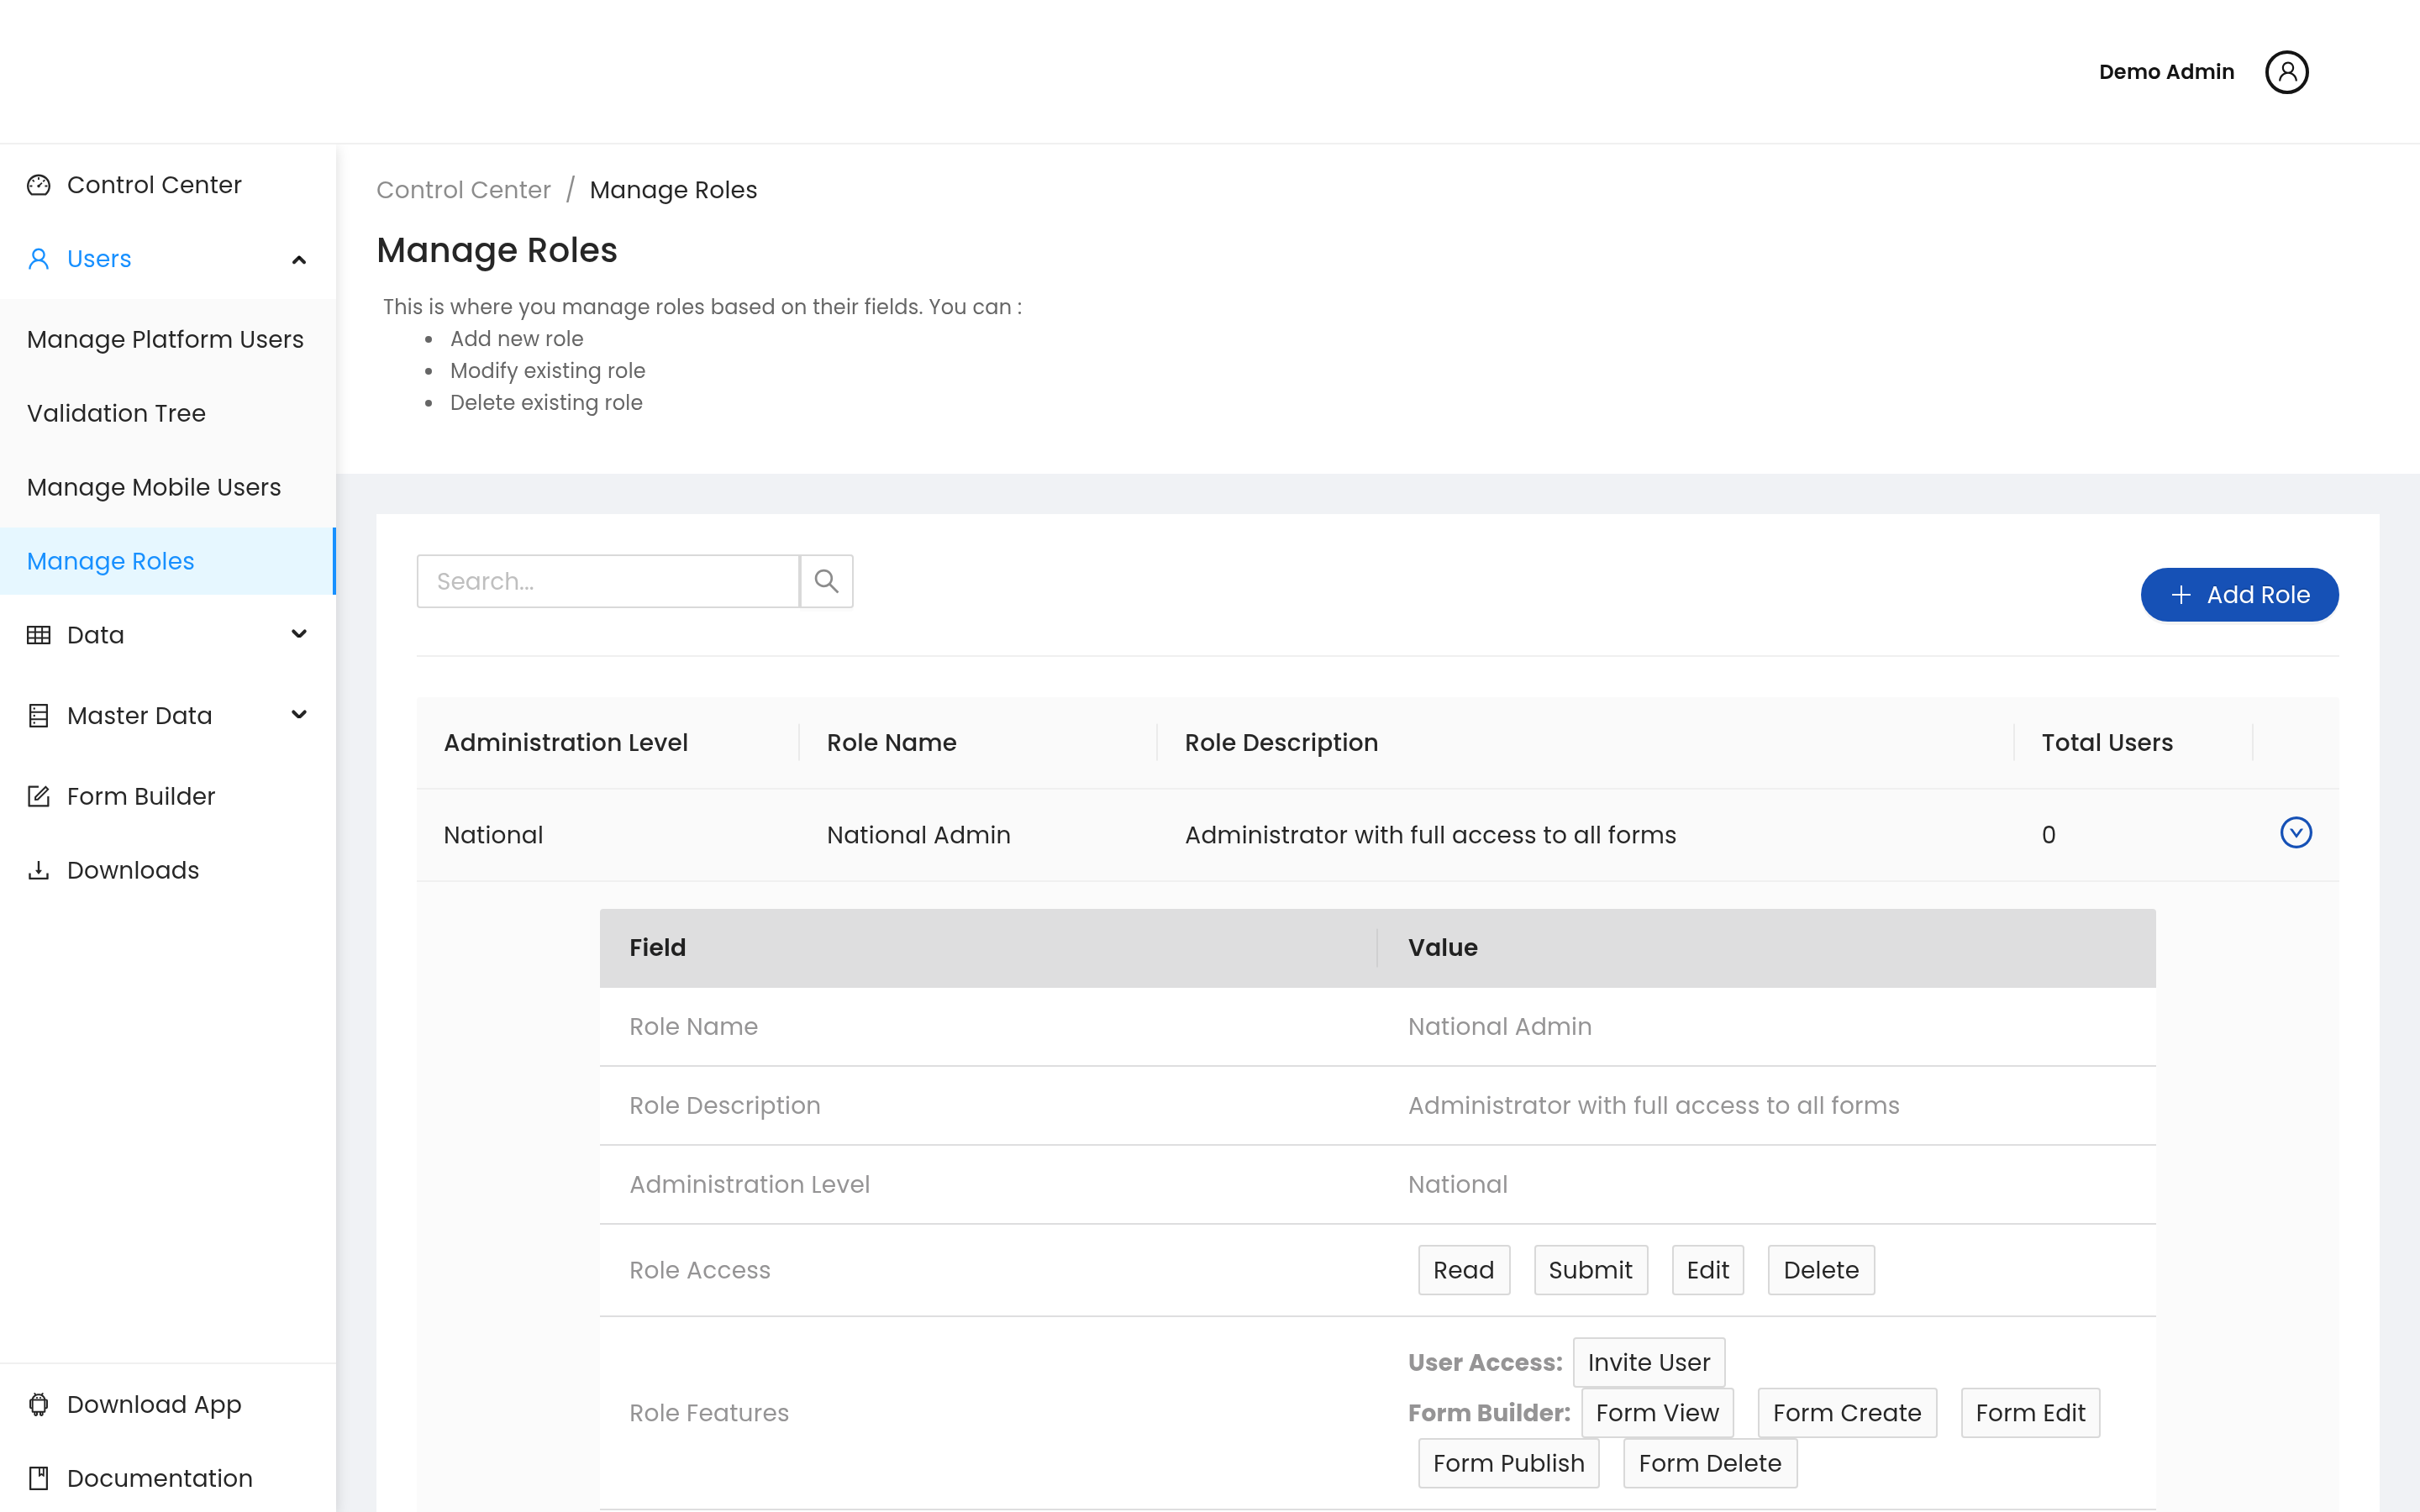 Demo Admin
Control Center
Users
Manage Platform Users
Validation Tree
Manage Mobile Users
Manage Roles
Data
Master Data
Form Builder
Downloads
Download App
Documentation
Control Center / Manage Roles
Manage Roles
This is where you manage roles based on their fields. You can :
• Add new role
• Modify existing role
• Delete existing role
Search...
+ Add Role
Administration Level Role Name Role Description Total Users
National National Admin Administrator with full access to all forms 0
Field Value
Role Name National Admin
Role Description Administrator with full access to all forms
Administration Level National
Role Access Read Submit Edit Delete
User Access: Invite User
Role Features Form Builder: Form View Form Create Form Edit
Form Publish Form Delete